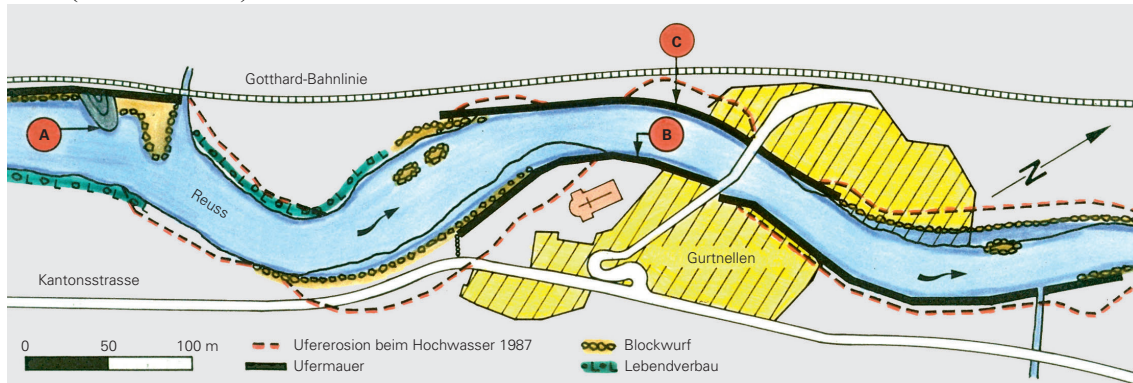 Gotthard-Bahnlinie
C
A
B
N
Reuss
Kantonsstrasse
Gurtnellen
0 50 100 m
Ufererosion beim Hochwasser 1987
Ufermauer
Blockwurf
Lebendverbau